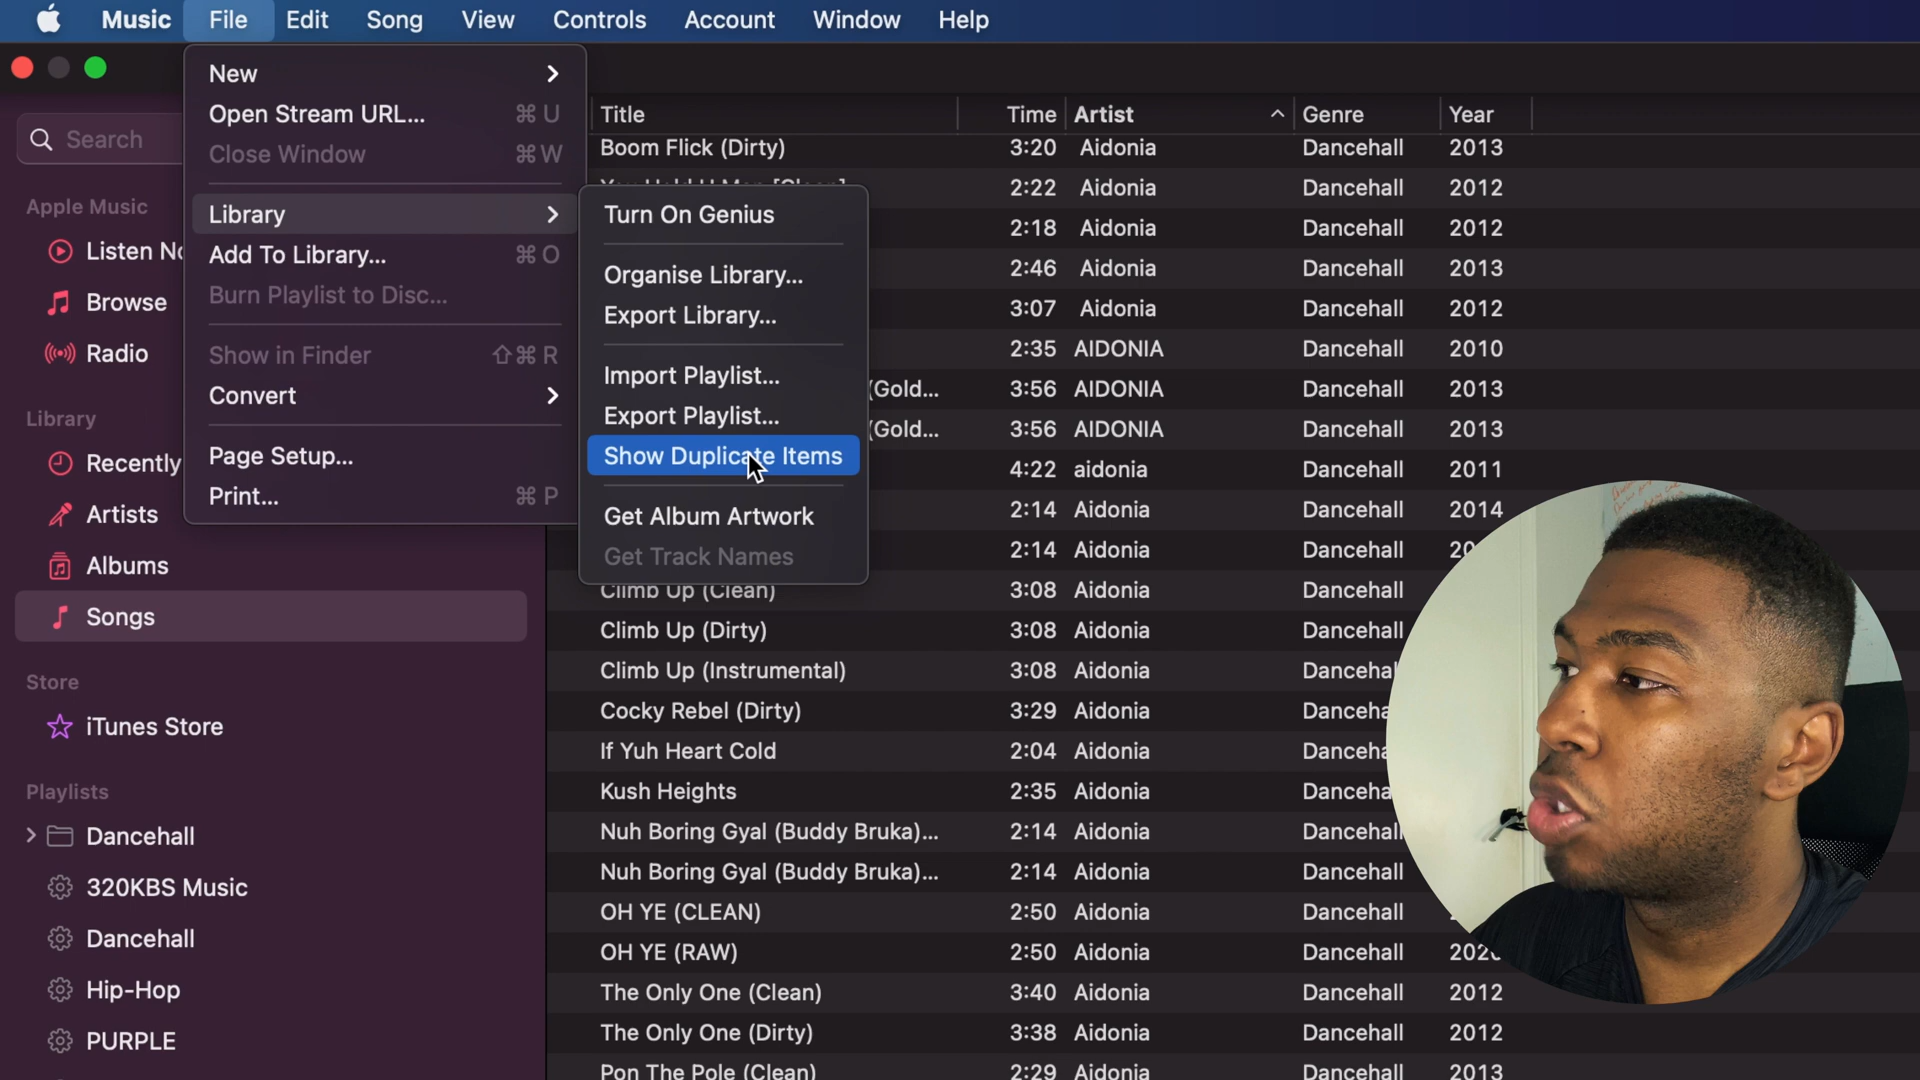 Music File Edit Song View Controls Account Window Help
New
Open Stream URL... ⌘ U
Close Window ⌘ W
Library
Add To Library... ⌘ O
Burn Playlist to Disc...
Show in Finder ⇧⌘ R
Convert
Page Setup...
Print... ⌘ P
Turn On Genius
Organise Library...
Export Library...
Import Playlist...
Export Playlist...
Show Duplicate Items
Get Album Artwork
Get Track Names
Search
Apple Music
Listen
Browse
Radio
Library
Recently
Artists
Albums
Songs
Store
iTunes Store
Playlists
Dancehall
320KBS Music
Dancehall
Hip-Hop
PURPLE
Title Time Artist Genre Year
Boom Flick (Dirty) 3:20 Aidonia Dancehall 2013
2:22 Aidonia Dancehall 2012
2:18 Aidonia Dancehall 2012
2:46 Aidonia Dancehall 2013
3:07 Aidonia Dancehall 2012
2:35 AIDONIA Dancehall 2010
(Gold... 3:56 AIDONIA Dancehall 2013
(Gold... 3:56 AIDONIA Dancehall 2013
4:22 aidonia Dancehall 2011
2:14 Aidonia Dancehall 2014
2:14 Aidonia Dancehall
Climb Up (Clean) 3:08 Aidonia Dancehall
Climb Up (Dirty) 3:08 Aidonia Dancehall
Climb Up (Instrumental) 3:08 Aidonia Dancehal
Cocky Rebel (Dirty) 3:29 Aidonia Danceha
If Yuh Heart Cold 2:04 Aidonia Danceha
Kush Heights 2:35 Aidonia Danceha
Nuh Boring Gyal (Buddy Bruka)... 2:14 Aidonia Dancehal
Nuh Boring Gyal (Buddy Bruka)... 2:14 Aidonia Dancehall
OH YE (CLEAN) 2:50 Aidonia Dancehall
OH YE (RAW) 2:50 Aidonia Dancehall 2020
The Only One (Clean) 3:40 Aidonia Dancehall 2012
The Only One (Dirty) 3:38 Aidonia Dancehall 2012
Pon The Pole (Clean) 2:29 Aidonia Dancehall 2013